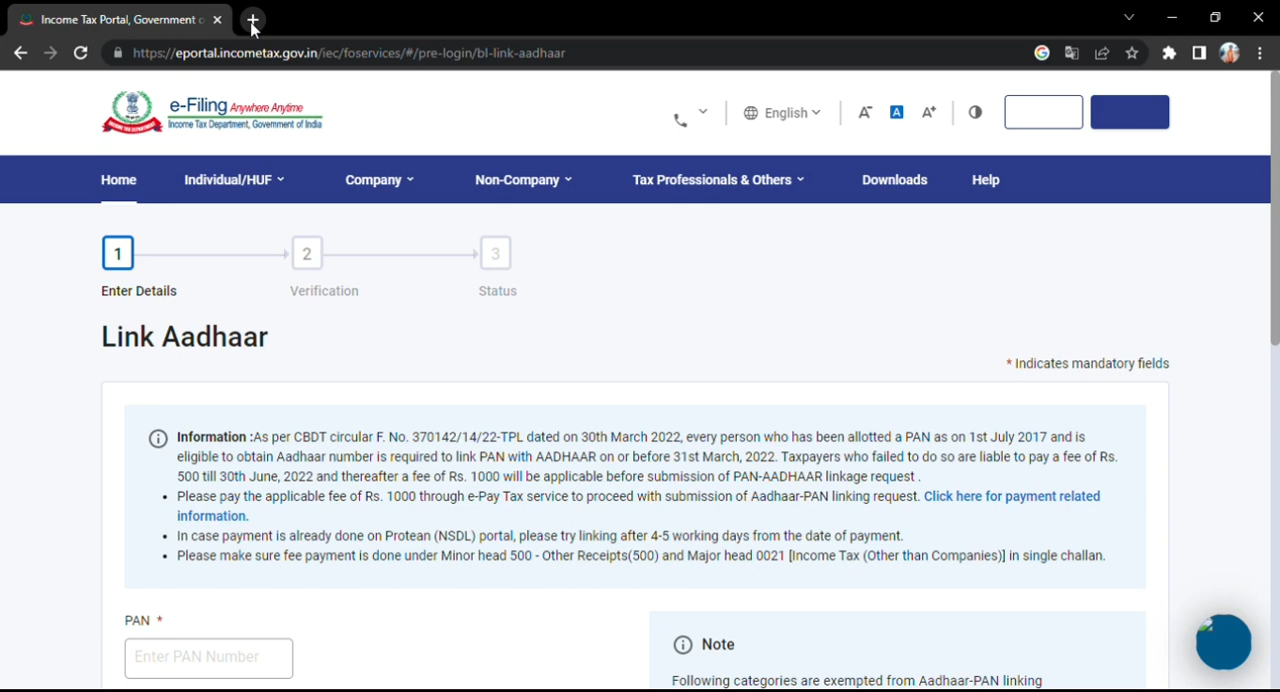 Income Tax Portal, Government o
https://eportal.incometax.gov.in/iec/foservices/#/pre-login/bl-link-aadhaar
e-Filing Anywhere Anytime
Income Tax Department, Government of India
English
A-
A
A+
Home Individual/HUF Company Non-Company Tax Professionals & Others Downloads Help
1 2 3
Enter Details Verification Status
Link Aadhaar
* Indicates mandatory fields
Information :As per CBDT circular F. No. 370142/14/22-TPL dated on 30th March 2022, every person who has been allotted a PAN as on 1st July 2017 and is
eligible to obtain Aadhaar number is required to link PAN with AADHAAR on or before 31st March, 2022. Taxpayers who failed to do so are liable to pay a fee of Rs.
500 till 30th June, 2022 and thereafter a fee of Rs. 1000 will be applicable before submission of PAN-AADHAAR linkage request .
• Please pay the applicable fee of Rs. 1000 through e-Pay Tax service to proceed with submission of Aadhaar-PAN linking request. Click here for payment related
information.
• In case payment is already done on Protean (NSDL) portal, please try linking after 4-5 working days from the date of payment.
• Please make sure fee payment is done under Minor head 500 - Other Receipts(500) and Major head 0021 [Income Tax (Other than Companies)] in single challan.
PAN *
Enter PAN Number
Note
Following categories are exempted from Aadhaar-PAN linking